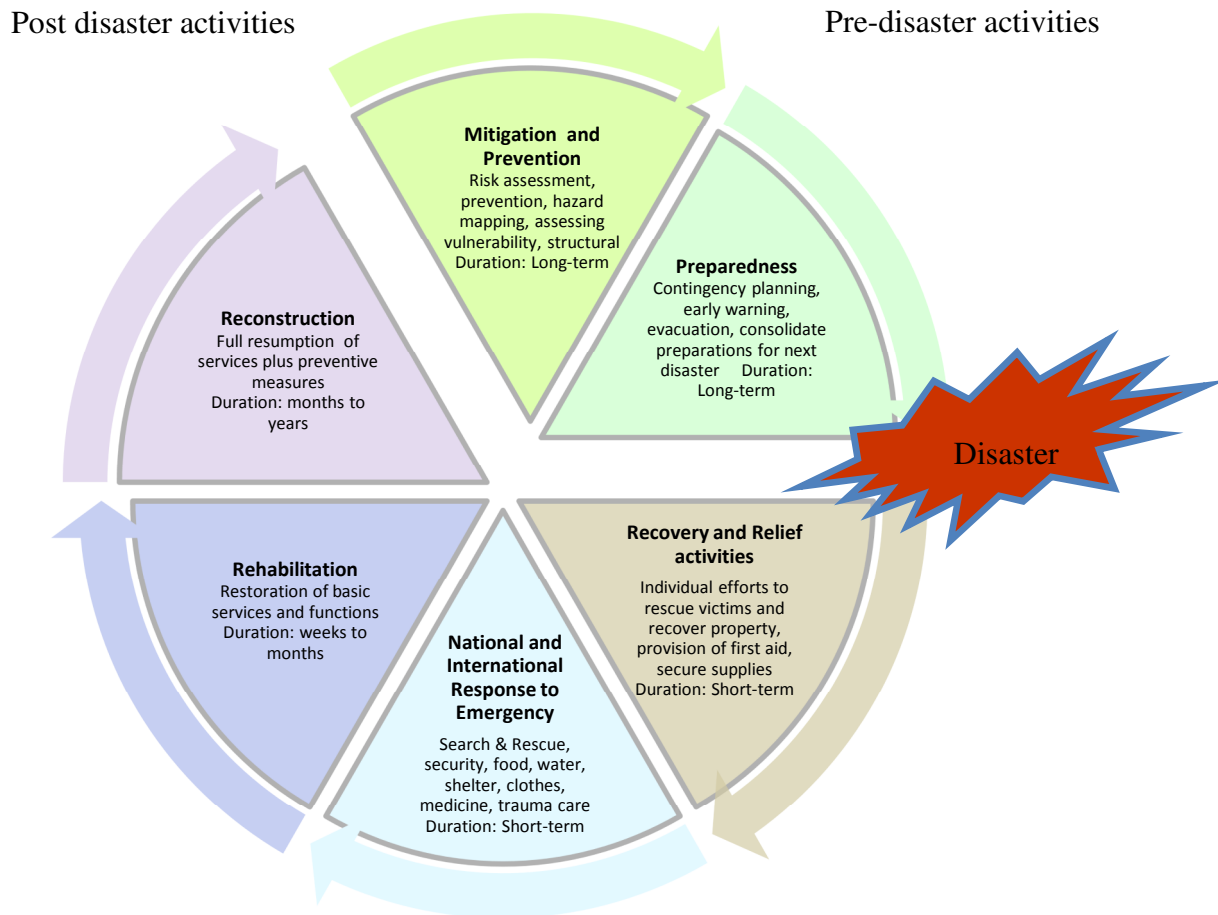 Post disaster activities
Pre-disaster activities
Mitigation and
Prevention
Risk assessment,
prevention, hazard
mapping, assessing
vulnerability, structural
Duration: Long-term
Preparedness
Contingency planning,
early warning,
evacuation, consolidate
preparations for next
disaster Duration:
Long-term
Disaster
Recovery and Relief
activities
Individual efforts to
rescue victims and
recover property,
provision of first aid,
secure supplies
Duration: Short-term
National and
International
Response to
Emergency
Search & Rescue,
security, food, water,
shelter, clothes,
medicine, trauma care
Duration: Short-term
Rehabilitation
Restoration of basic
services and functions
Duration: weeks to
months
Reconstruction
Full resumption of
services plus preventive
measures
Duration: months to
years